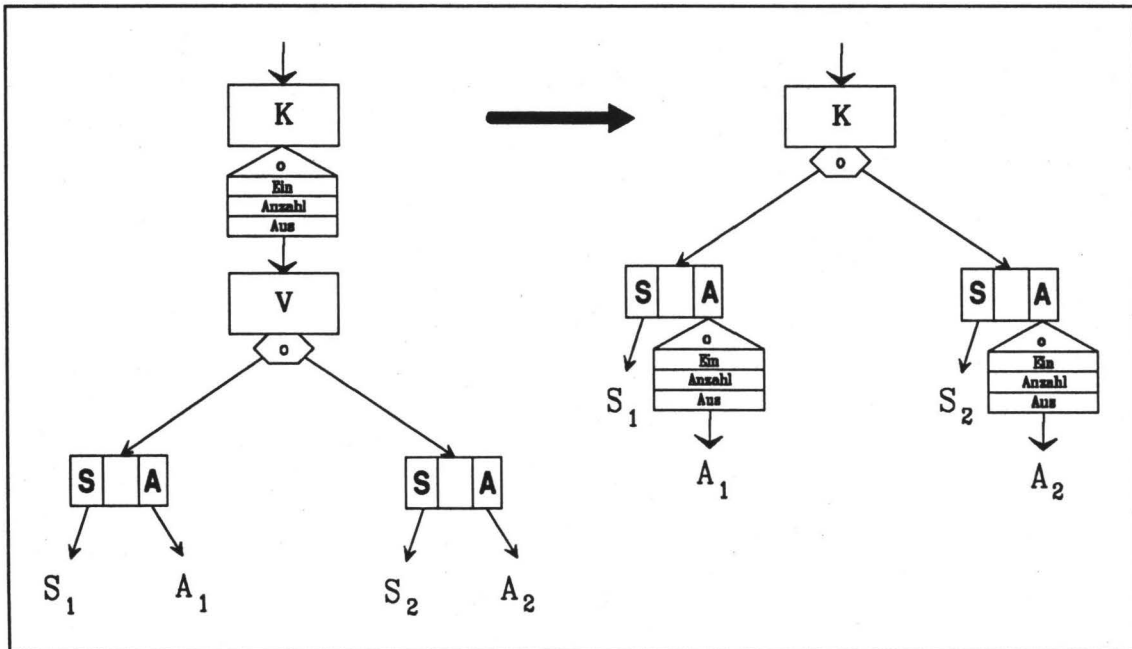 K
o
Ein
Anzahl
Aus
V
o
S A
S A
S1 A1
S2 A2
K
o
S A
S A
o
Ein
Anzahl
Aus
S1
A1
o
Ein
Anzahl
Aus
S2
A2